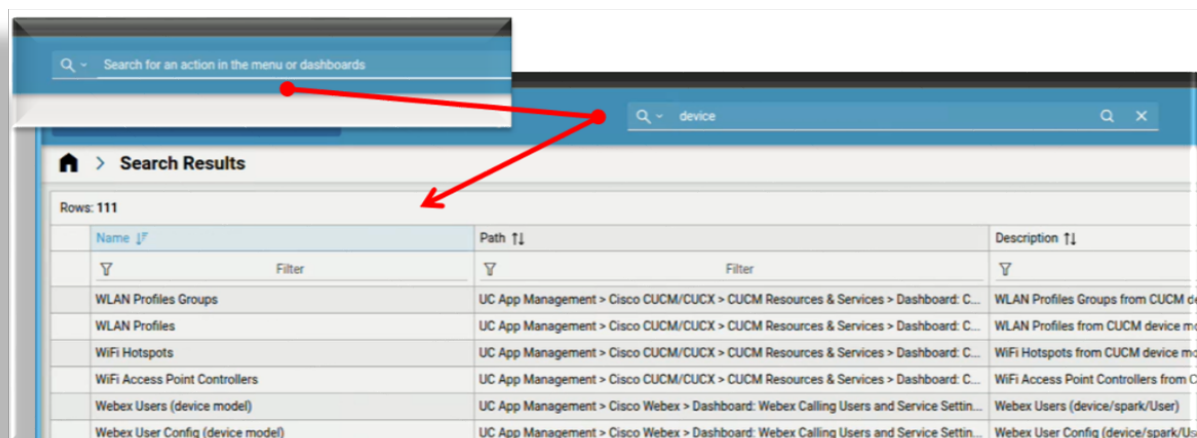 Search for an action in the menu or dashboards
device
Search Results
Rows: 111
Name Path Description
Filter Filter
WLAN Profiles Groups UC App Management > Cisco CUCM/CUCX > CUCM Resources & Services > Dashboard: C... WLAN Profiles Groups from CUCM de
WLAN Profiles UC App Management > Cisco CUCM/CUCX > CUCM Resources & Services > Dashboard: C... WLAN Profiles from CUCM device mo
WiFi Hotspots UC App Management > Cisco CUCM/CUCX > CUCM Resources & Services > Dashboard: C... WiFi Hotspots from CUCM device mo
WiFi Access Point Controllers UC App Management > Cisco CUCM/CUCX > CUCM Resources & Services > Dashboard: C... WiFi Access Point Controllers from C
Webex Users (device model) UC App Management > Cisco Webex > Dashboard: Webex Calling Users and Service Settin... Webex Users (device/spark/User)
Webex User Config (device model) UC App Management > Cisco Webex > Dashboard: Webex Calling Users and Service Settin... Webex User Config (device/spark/Us